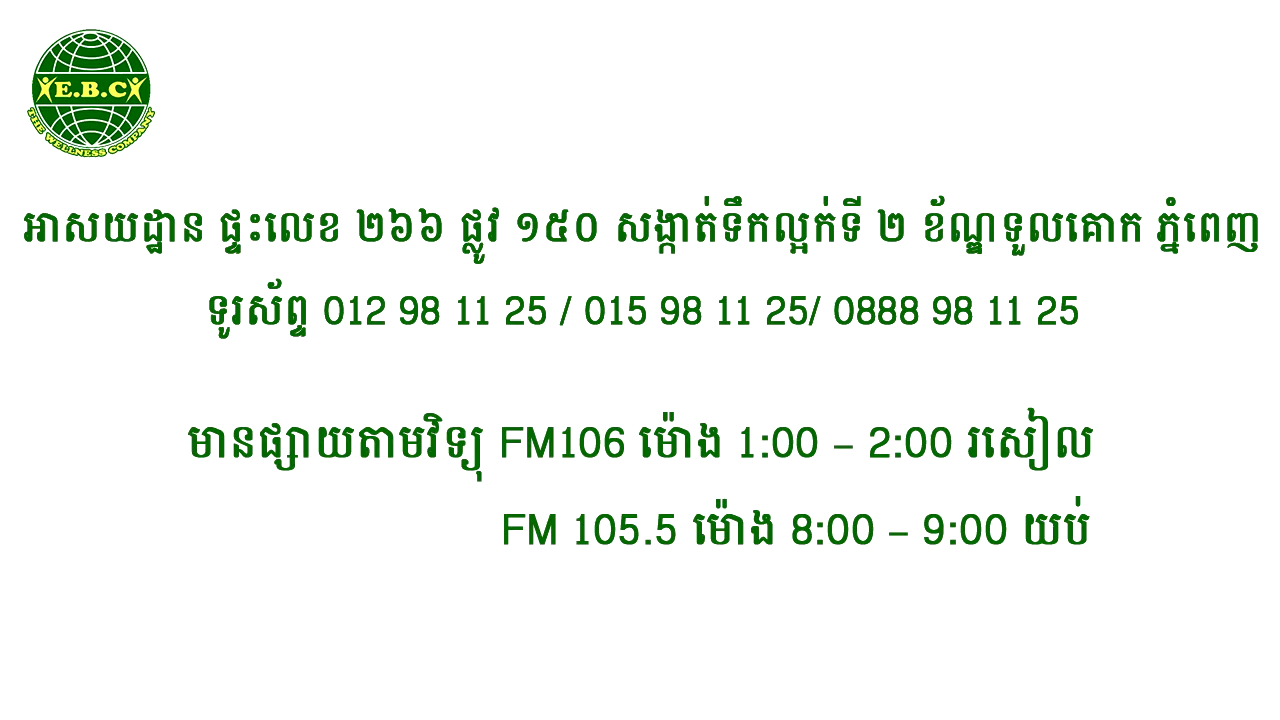 E.B.C
THE WELLNESS COMPANY
អាសយដ្ឋាន ផ្ទះលេខ ២៦៦ ផ្លូវ ១៥០ សង្កាត់ទឹកល្អក់ទី ២ ខ័ណ្ឌទួលគោក ភ្នំពេញ
ទូរស័ព្ទ 012 98 11 25 / 015 98 11 25/ 0888 98 11 25
មានផ្សាយតាមវិទ្យុ FM106 ម៉ោង 1:00 – 2:00 រសៀល
FM 105.5 ម៉ោង 8:00 – 9:00 យប់